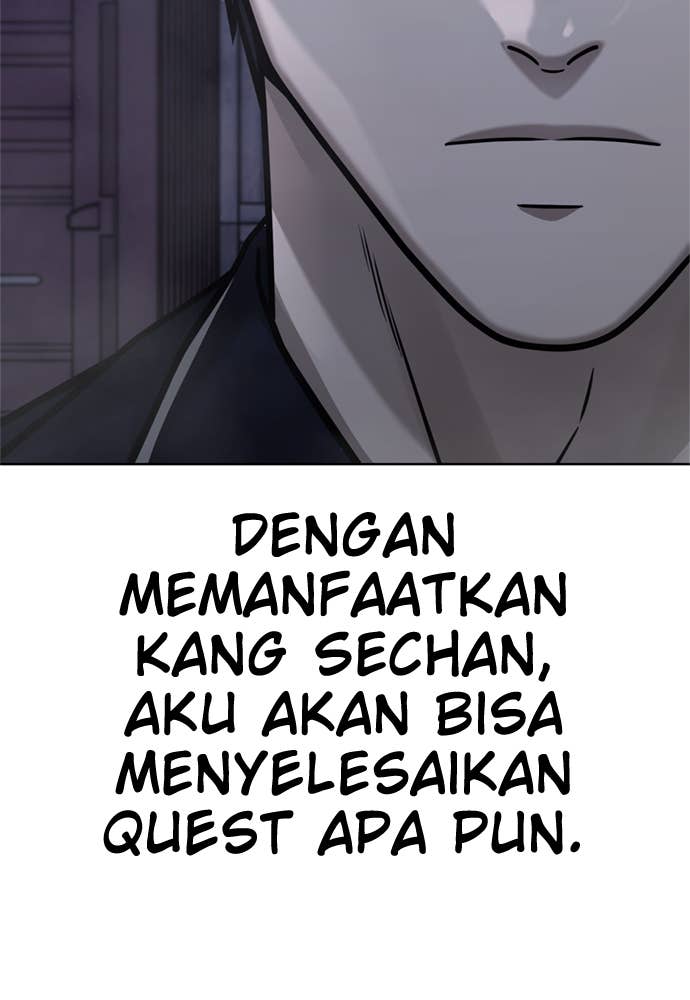 DENGAN
MEMANFAATKAN
KANG SECHAN,
AKU AKAN BISA
MENYELESAIKAN
QUEST APA PUN.